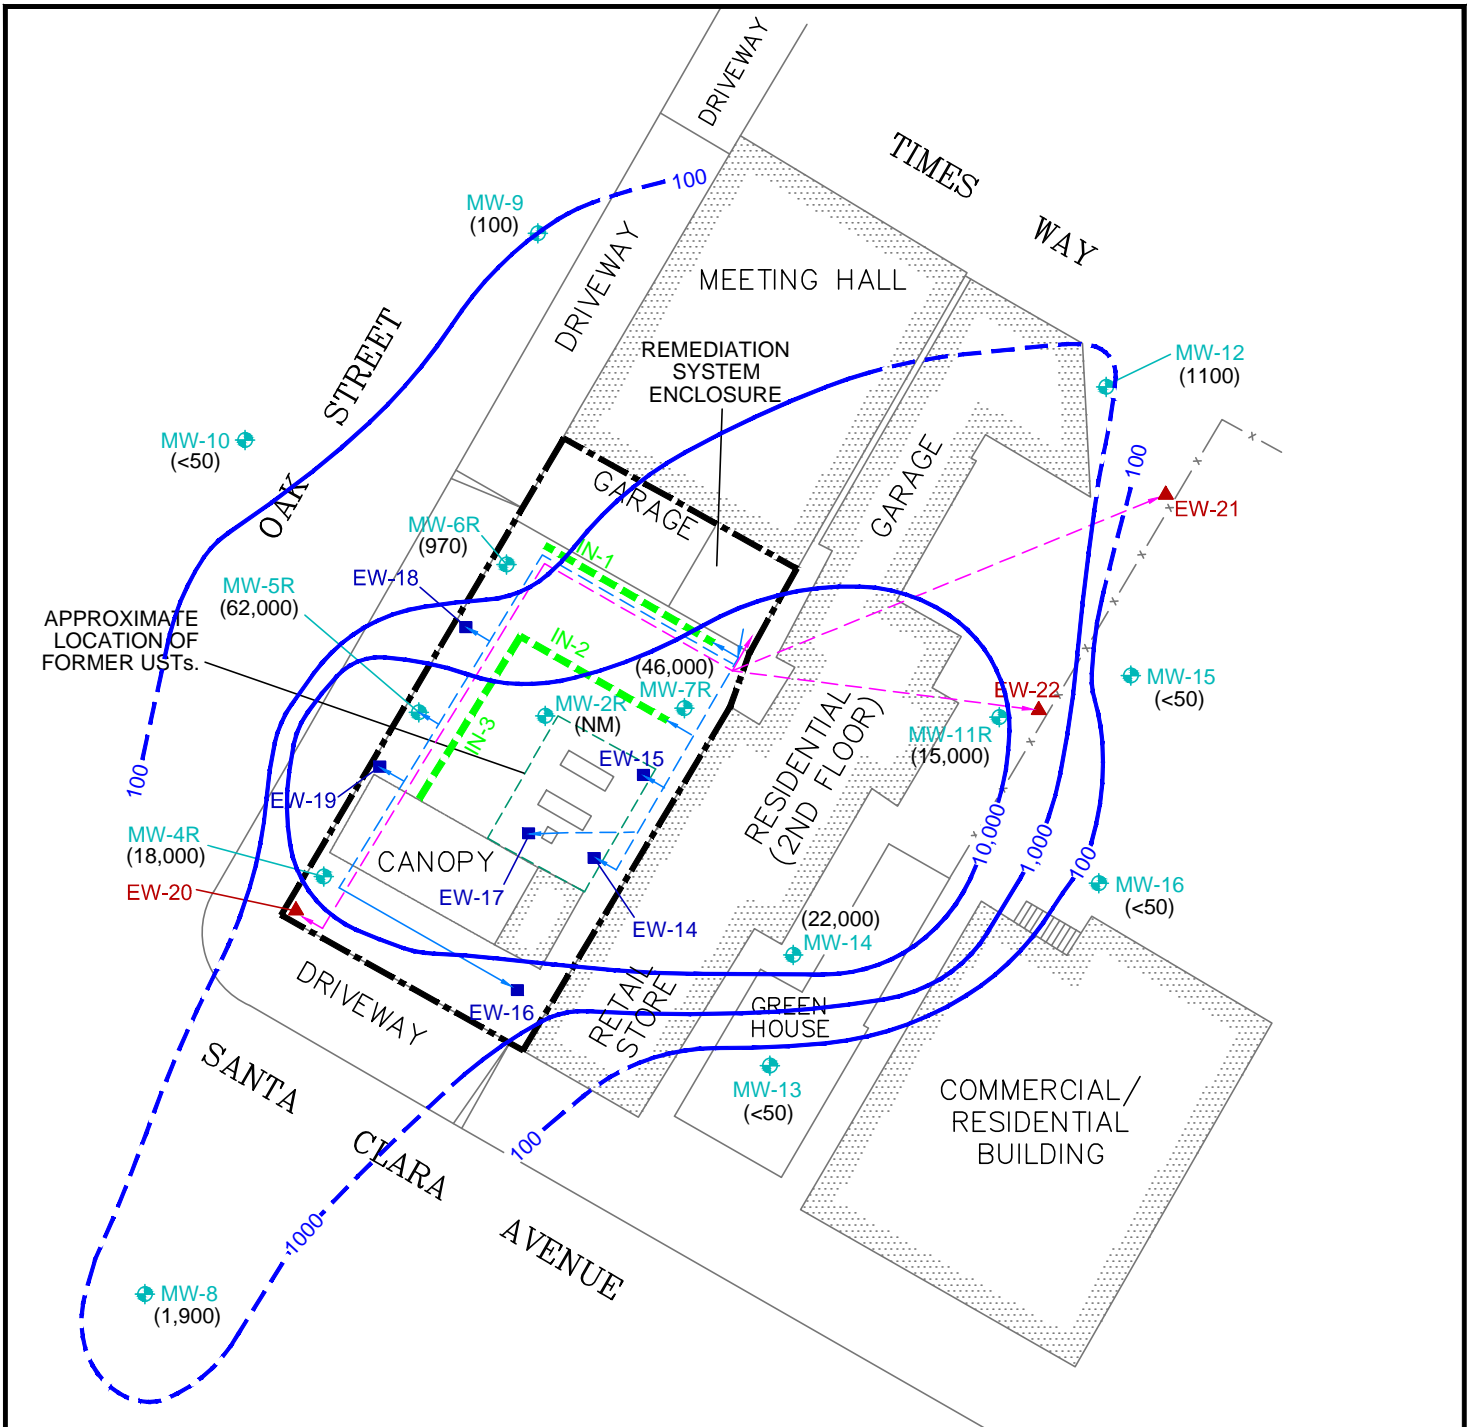 DRIVEWAY
TIMES
WAY
100
MW-9
(100)
DRIVEWAY
MEETING HALL
OAK
STREET
REMEDIATION
SYSTEM
ENCLOSURE
MW-12
(1100)
MW-10
(<50)
GARAGE
GARAGE
100
EW-21
MW-6R
(970)
IN-1
EW-18
MW-5R
(62,000)
APPROXIMATE
LOCATION OF
FORMER USTs.
IN-2
(46,000)
MW-7R
MW-2R
(NM)
IN-3
EW-15
EW-22
MW-11R
(15,000)
MW-15
(<50)
RESIDENTIAL
(2ND FLOOR)
100
EW-19
MW-4R
(18,000)
EW-20
CANOPY
EW-17
EW-14
10,000
1,000
100
MW-16
(<50)
(22,000)
MW-14
DRIVEWAY
EW-16
RETAIL
STORE
GREEN
HOUSE
MW-13
(<50)
COMMERCIAL/
RESIDENTIAL
BUILDING
SANTA
CLARA
AVENUE
100
1000
MW-8
(1,900)